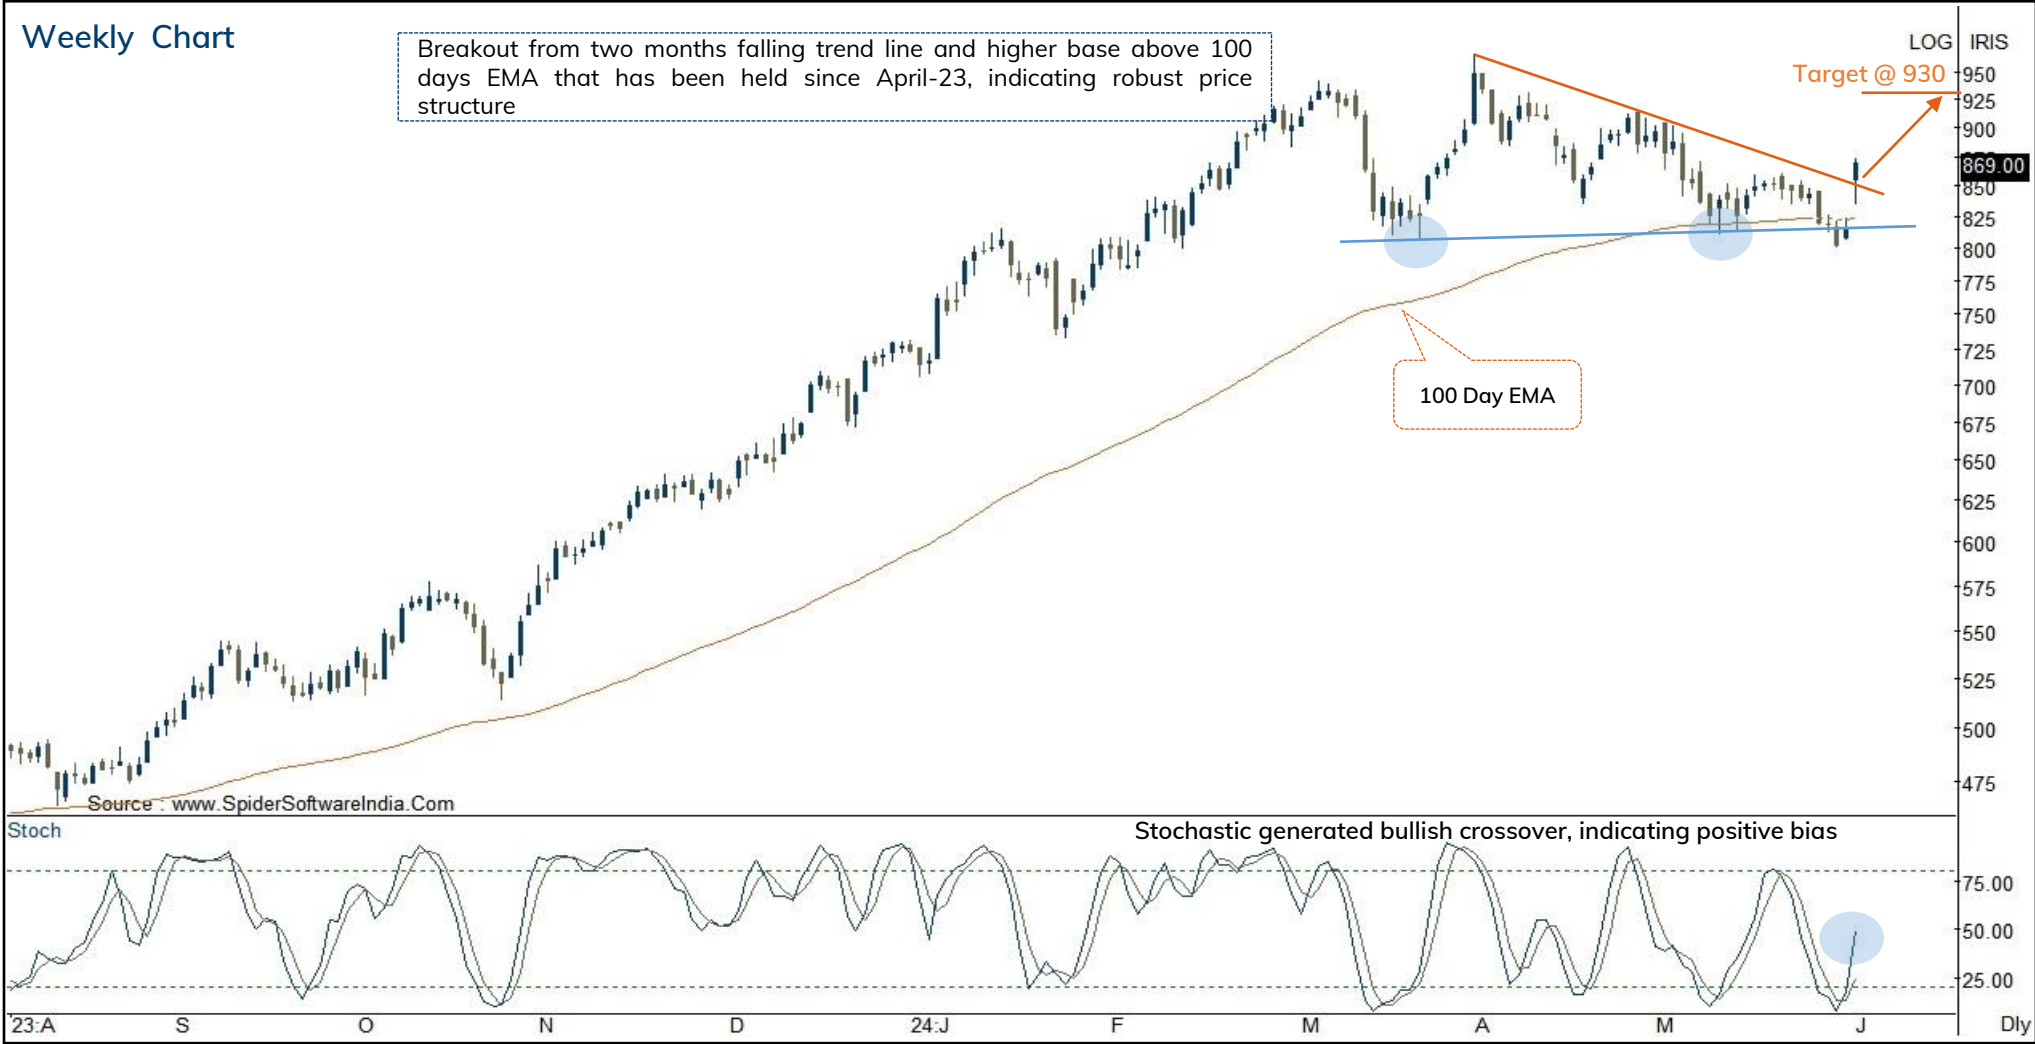 Weekly Chart
Breakout from two months falling trend line and higher base above 100
days EMA that has been held since April-23, indicating robust price
structure
LOG IRIS
Target @ 930
950
925
900
869.00
850
825
800
775
750
725
700
675
650
625
600
575
550
525
500
475
100 Day EMA
Source : www.SpiderSoftwareIndia.Com
Stoch
Stochastic generated bullish crossover, indicating positive bias
75.00
50.00
25.00
'23:A S O N D 24:J F M A M J Dly